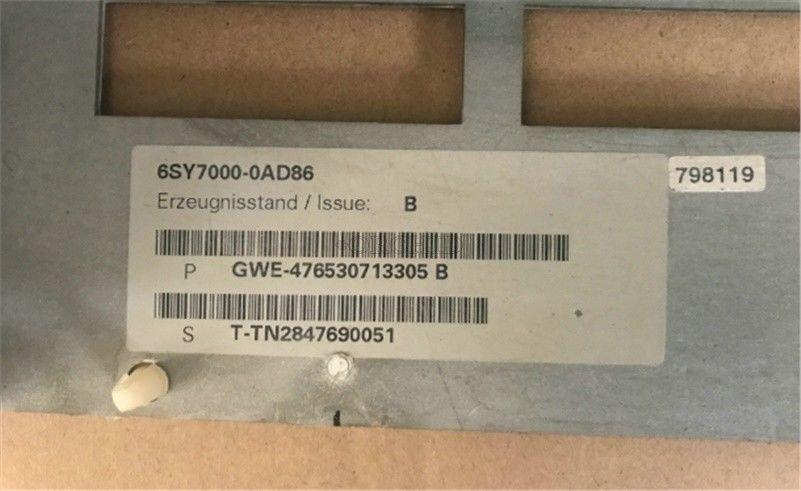 6SY7000-0AD86
798119
Erzeugnisstand / Issue: B
P GWE-476530713305 B
S T-TN2847690051